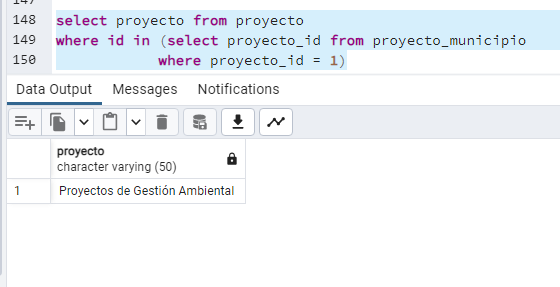 148 select proyecto from proyecto
149 where id in (select proyecto_id from proyecto_municipio
150 where proyecto_id = 1)
Data Output Messages Notifications
proyecto
character varying (50)
1 Proyectos de Gestión Ambiental